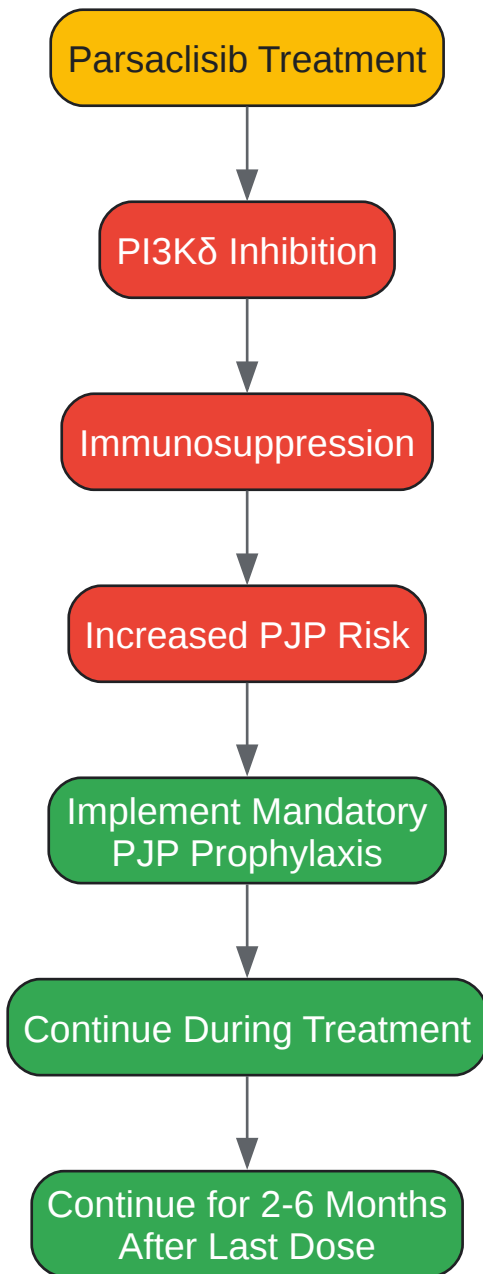 Parsaclisib Treatment
PI3Kδ Inhibition
Immunosuppression
Increased PJP Risk
Implement Mandatory
PJP Prophylaxis
Continue During Treatment
Continue for 2-6 Months
After Last Dose